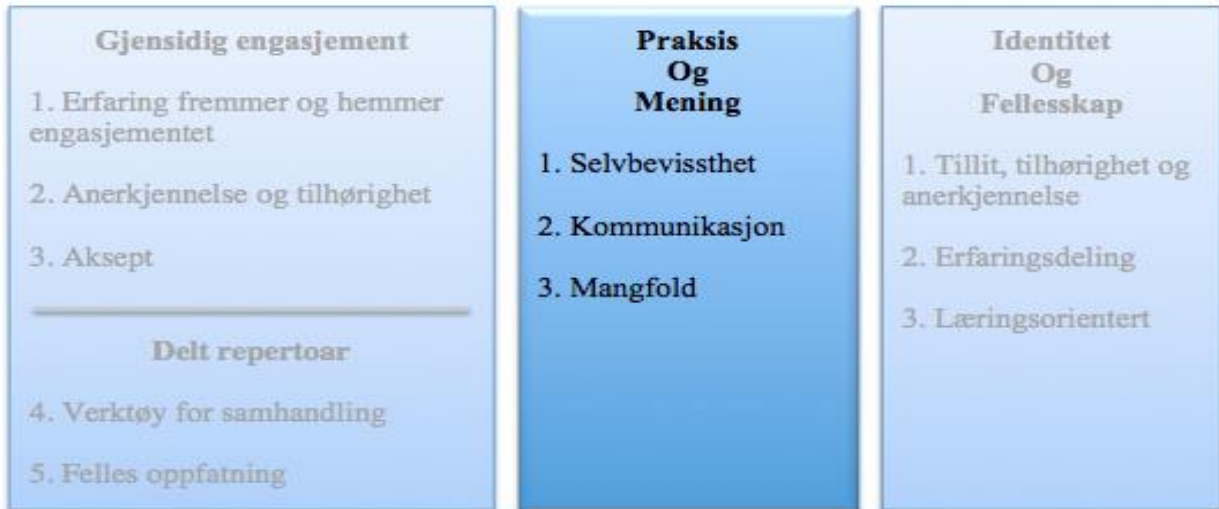 Gjensidig engasjement
1. Erfaring fremmer og hemmer
engasjementet
2. Anerkjennelse og tilhørighet
3. Aksept
Delt repertoar
4. Verktøy for samhandling
5. Felles oppfatning
Praksis
Og
Mening
1. Selvbevissthet
2. Kommunikasjon
3. Mangfold
Identitet
Og
Fellesskap
1. Tillit, tilhørighet og
anerkjennelse
2. Erfaringsdeling
3. Læringsorientert